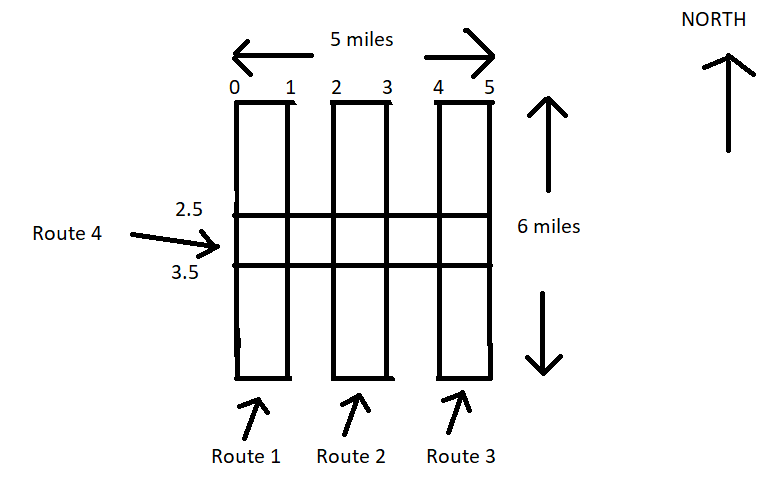 NORTH
5 miles
0 1 2 3 4 5
2.5
Route 4
6 miles
3.5
Route 1 Route 2 Route 3